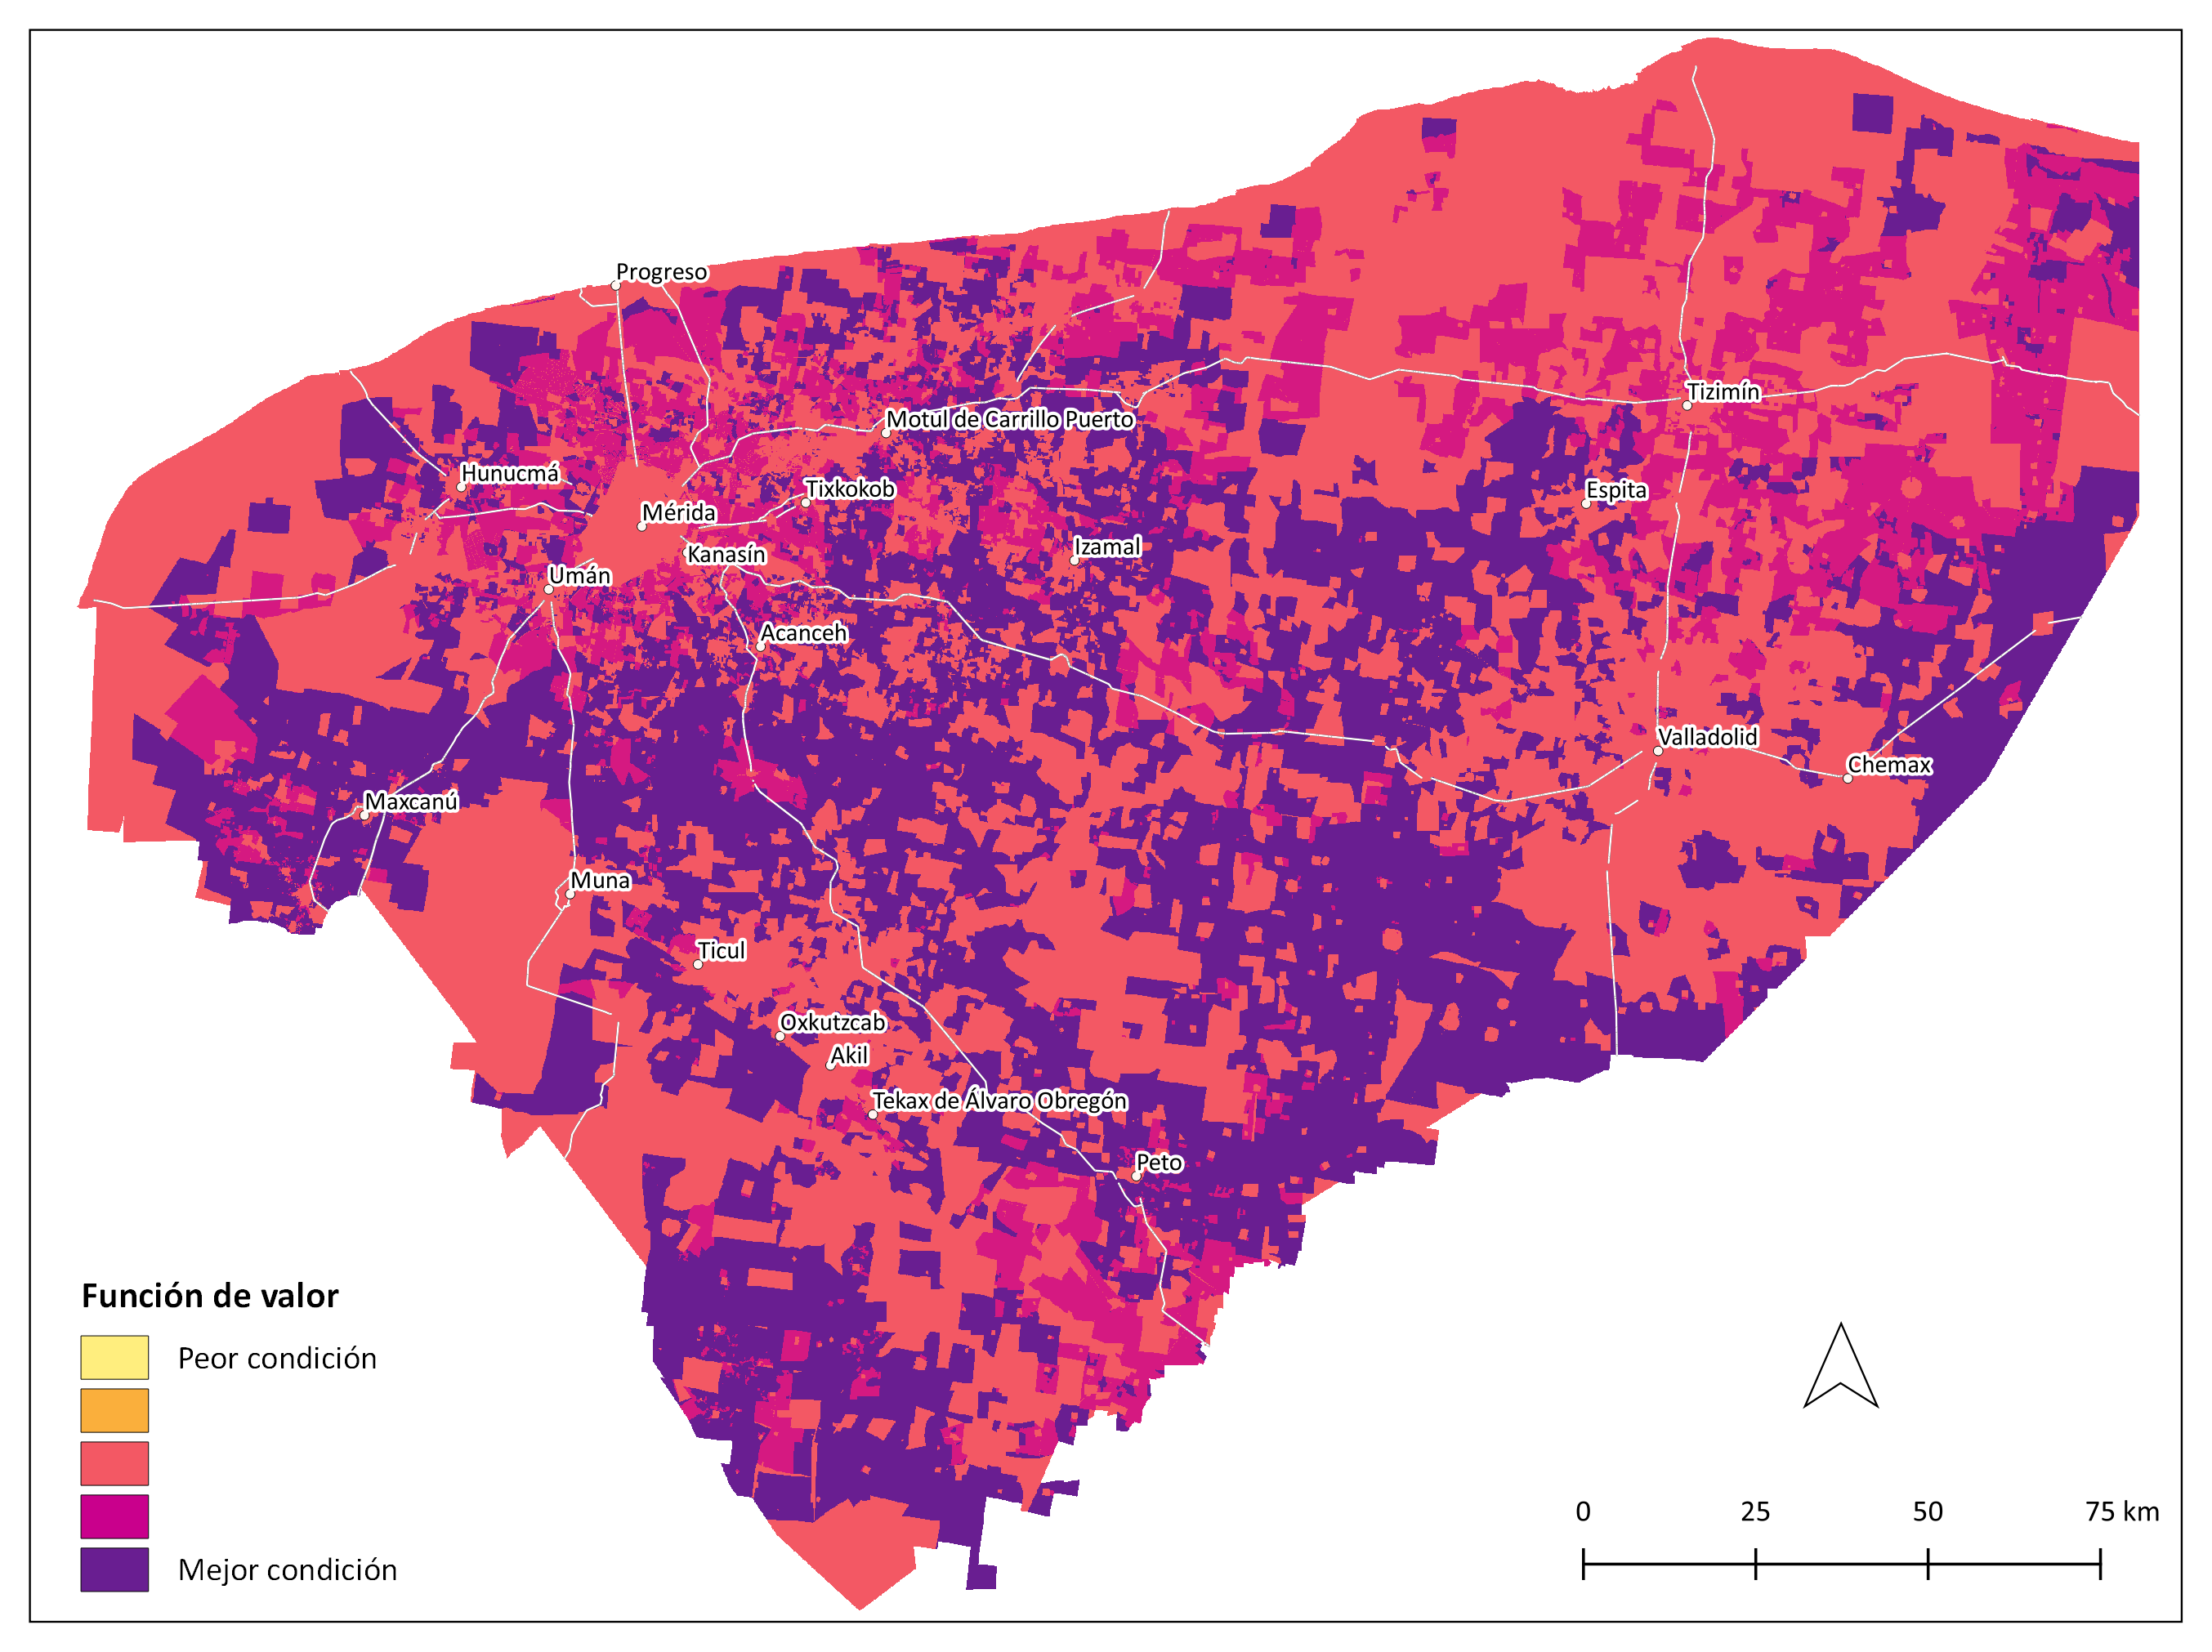 Progreso
Tizimín
Motul de Carrillo Puerto
Hunucmá
Tixkokob
Espita
Mérida
Kanasín
Izamal
Umán
Acanceh
Valladolid
Chemax
Maxcanú
Muna
Ticul
Oxkutzcab
Akil
Tekax de Álvaro Obregón
Peto
Función de valor
Peor condición
Mejor condición
0 25 50 75 km